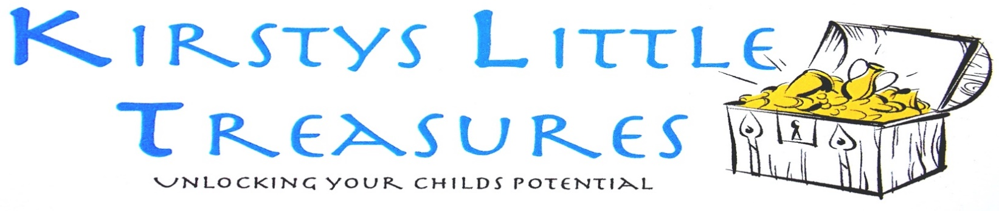 KIRSTYS LITTLE
TREASURES
UNLOCKING YOUR CHILDS POTENTIAL